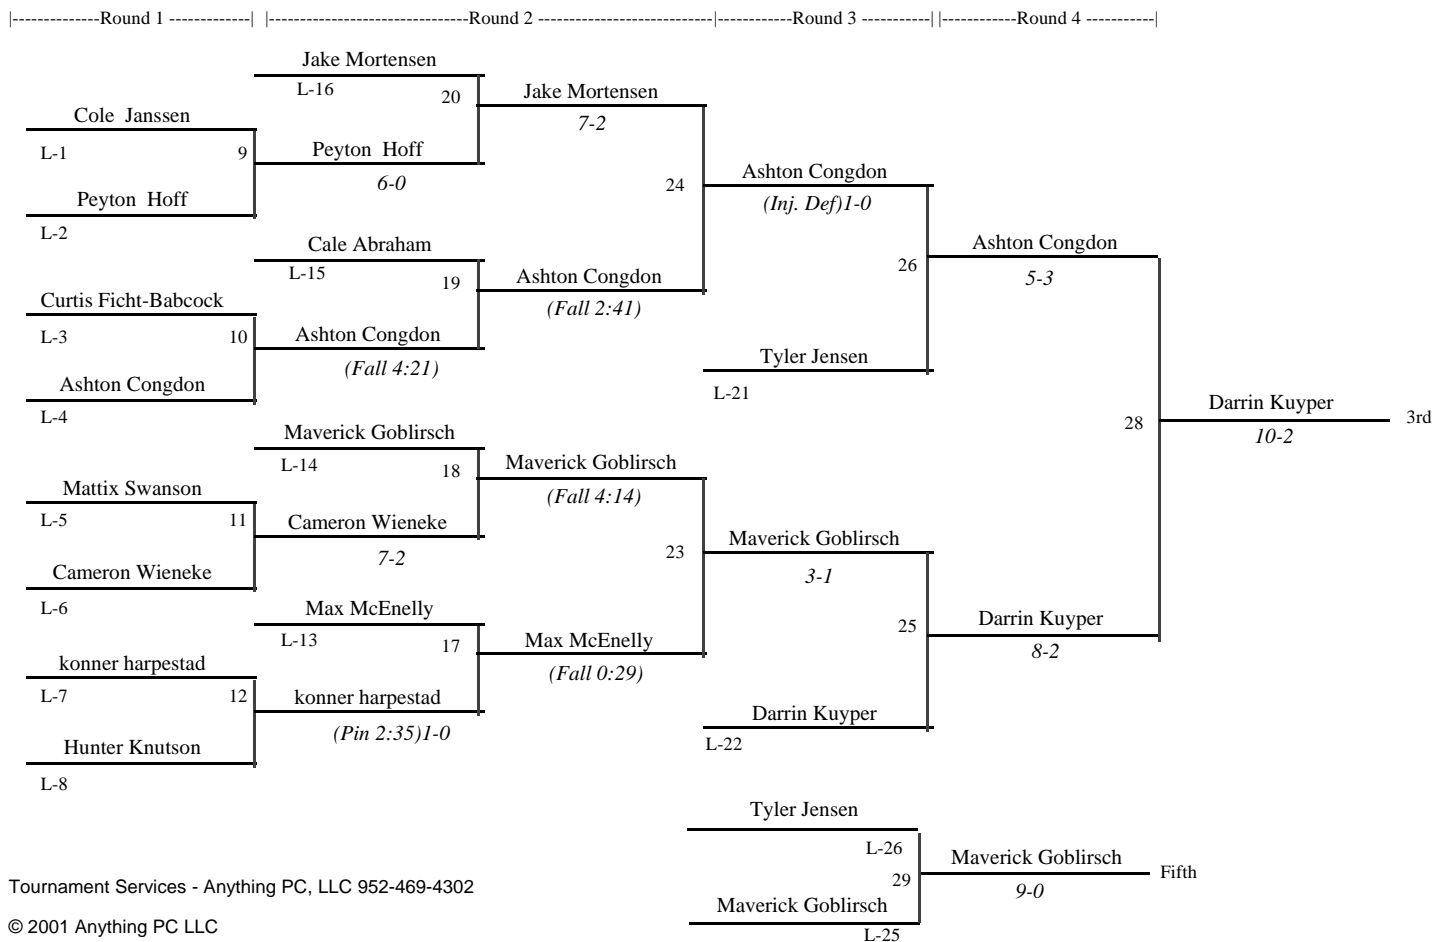 |-------------Round 1 ------------| |-----------------------------Round 2 -------------------------|-----------Round 3 -----------| |-----------Round 4 ----------|
Jake Mortensen
L-16
20
Jake Mortensen
7-2
Cole  Janssen
L-1
9
Peyton  Hoff
6-0
24
Ashton Congdon
(Inj. Def)1-0
Peyton  Hoff
L-2
Cale Abraham
L-15
19
Ashton Congdon
(Fall 2:41)
26
Ashton Congdon
5-3
Curtis Ficht-Babcock
L-3
10
Ashton Congdon
(Fall 4:21)
Tyler Jensen
L-21
Ashton Congdon
L-4
28
Darrin Kuyper
10-2
3rd
Maverick Goblirsch
L-14
18
Maverick Goblirsch
(Fall 4:14)
Mattix Swanson
L-5
11
Cameron Wieneke
7-2
23
Maverick Goblirsch
3-1
Cameron Wieneke
L-6
Max McEnelly
L-13
17
Max McEnelly
(Fall 0:29)
25
Darrin Kuyper
8-2
konner harpestad
L-7
12
konner harpestad
(Pin 2:35)1-0
Darrin Kuyper
L-22
Hunter Knutson
L-8
Tyler Jensen
L-26
29
Maverick Goblirsch
9-0
Fifth
Maverick Goblirsch
L-25
Tournament Services - Anything PC, LLC 952-469-4302
© 2001 Anything PC LLC